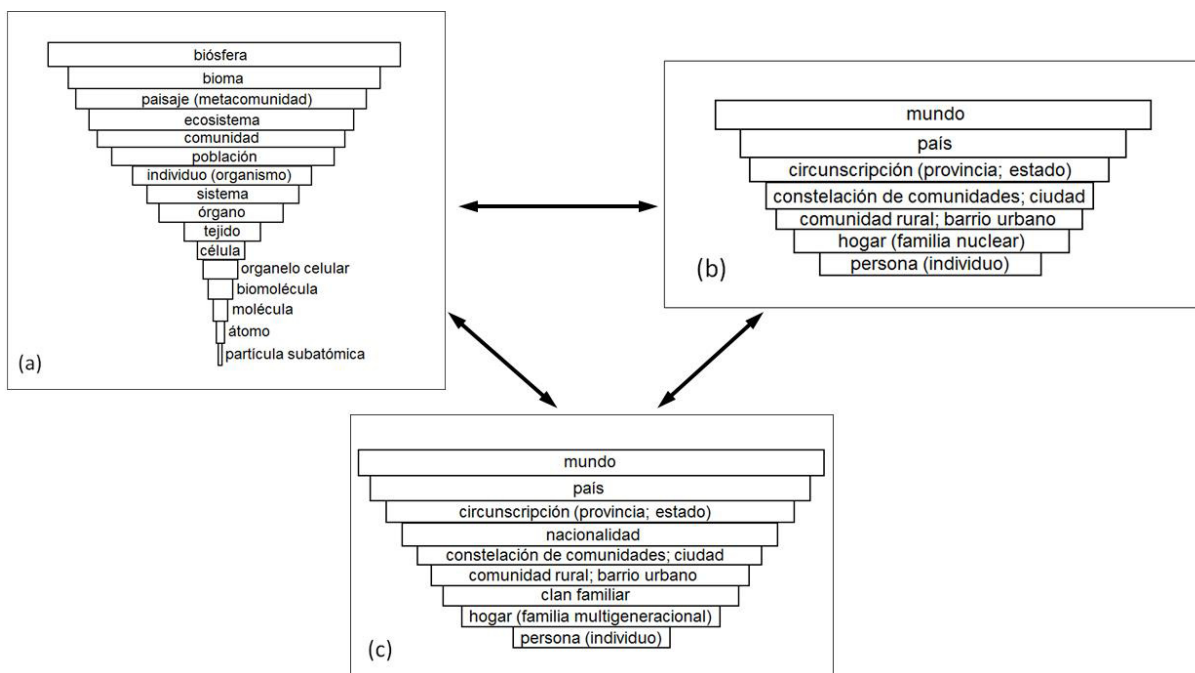 biósfera
bioma
paisaje (metacomunidad)
ecosistema
comunidad
población
individuo (organismo)
sistema
órgano
tejido
célula
organelo celular
biomolécula
molécula
átomo
partícula subatómica
(a)
mundo
país
circunscripción (provincia; estado)
constelación de comunidades; ciudad
comunidad rural; barrio urbano
hogar (familia nuclear)
persona (individuo)
(b)
mundo
país
circunscripción (provincia; estado)
nacionalidad
constelación de comunidades; ciudad
comunidad rural; barrio urbano
clan familiar
hogar (familia multigeneracional)
persona (individuo)
(c)